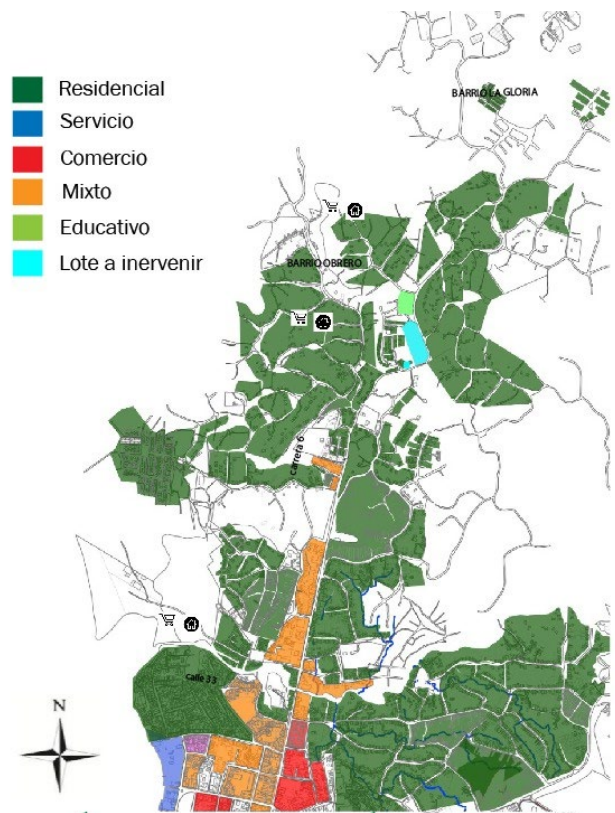 Residencial
Servicio
Comercio
Mixto
Educativo
Lote a inervenir
BARRIO LA GLORIA
BARRIO OBRERO
Carrera 6
Calle 33
N